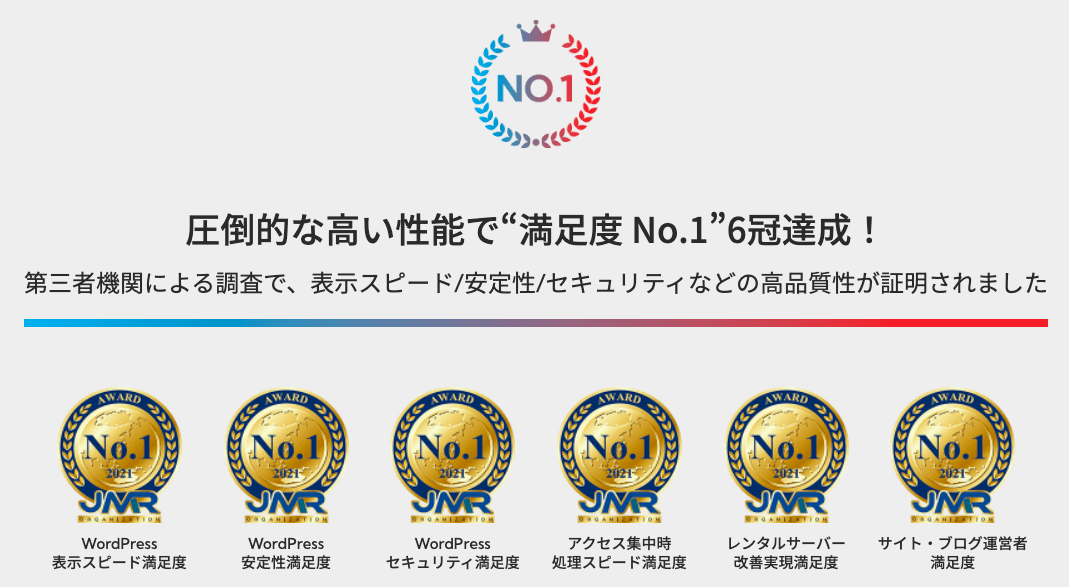 NO.1
圧倒的な高い性能で“満足度 No.1”6冠達成！
第三者機関による調査で、表示スピード/安定性/セキュリティなどの高品質性が証明されました
AWARD
No.1
2021
JMR
ORGANIZATION
WordPress
表示スピード満足度
AWARD
No.1
2021
JMR
ORGANIZATION
WordPress
安定性満足度
AWARD
No.1
2021
JMR
ORGANIZATION
WordPress
セキュリティ満足度
AWARD
No.1
2021
JMR
ORGANIZATION
アクセス集中時
処理スピード満足度
AWARD
No.1
2021
JMR
ORGANIZATION
レンタルサーバー
改善実現満足度
AWARD
No.1
2021
JMR
ORGANIZATION
サイト・ブログ運営者
満足度